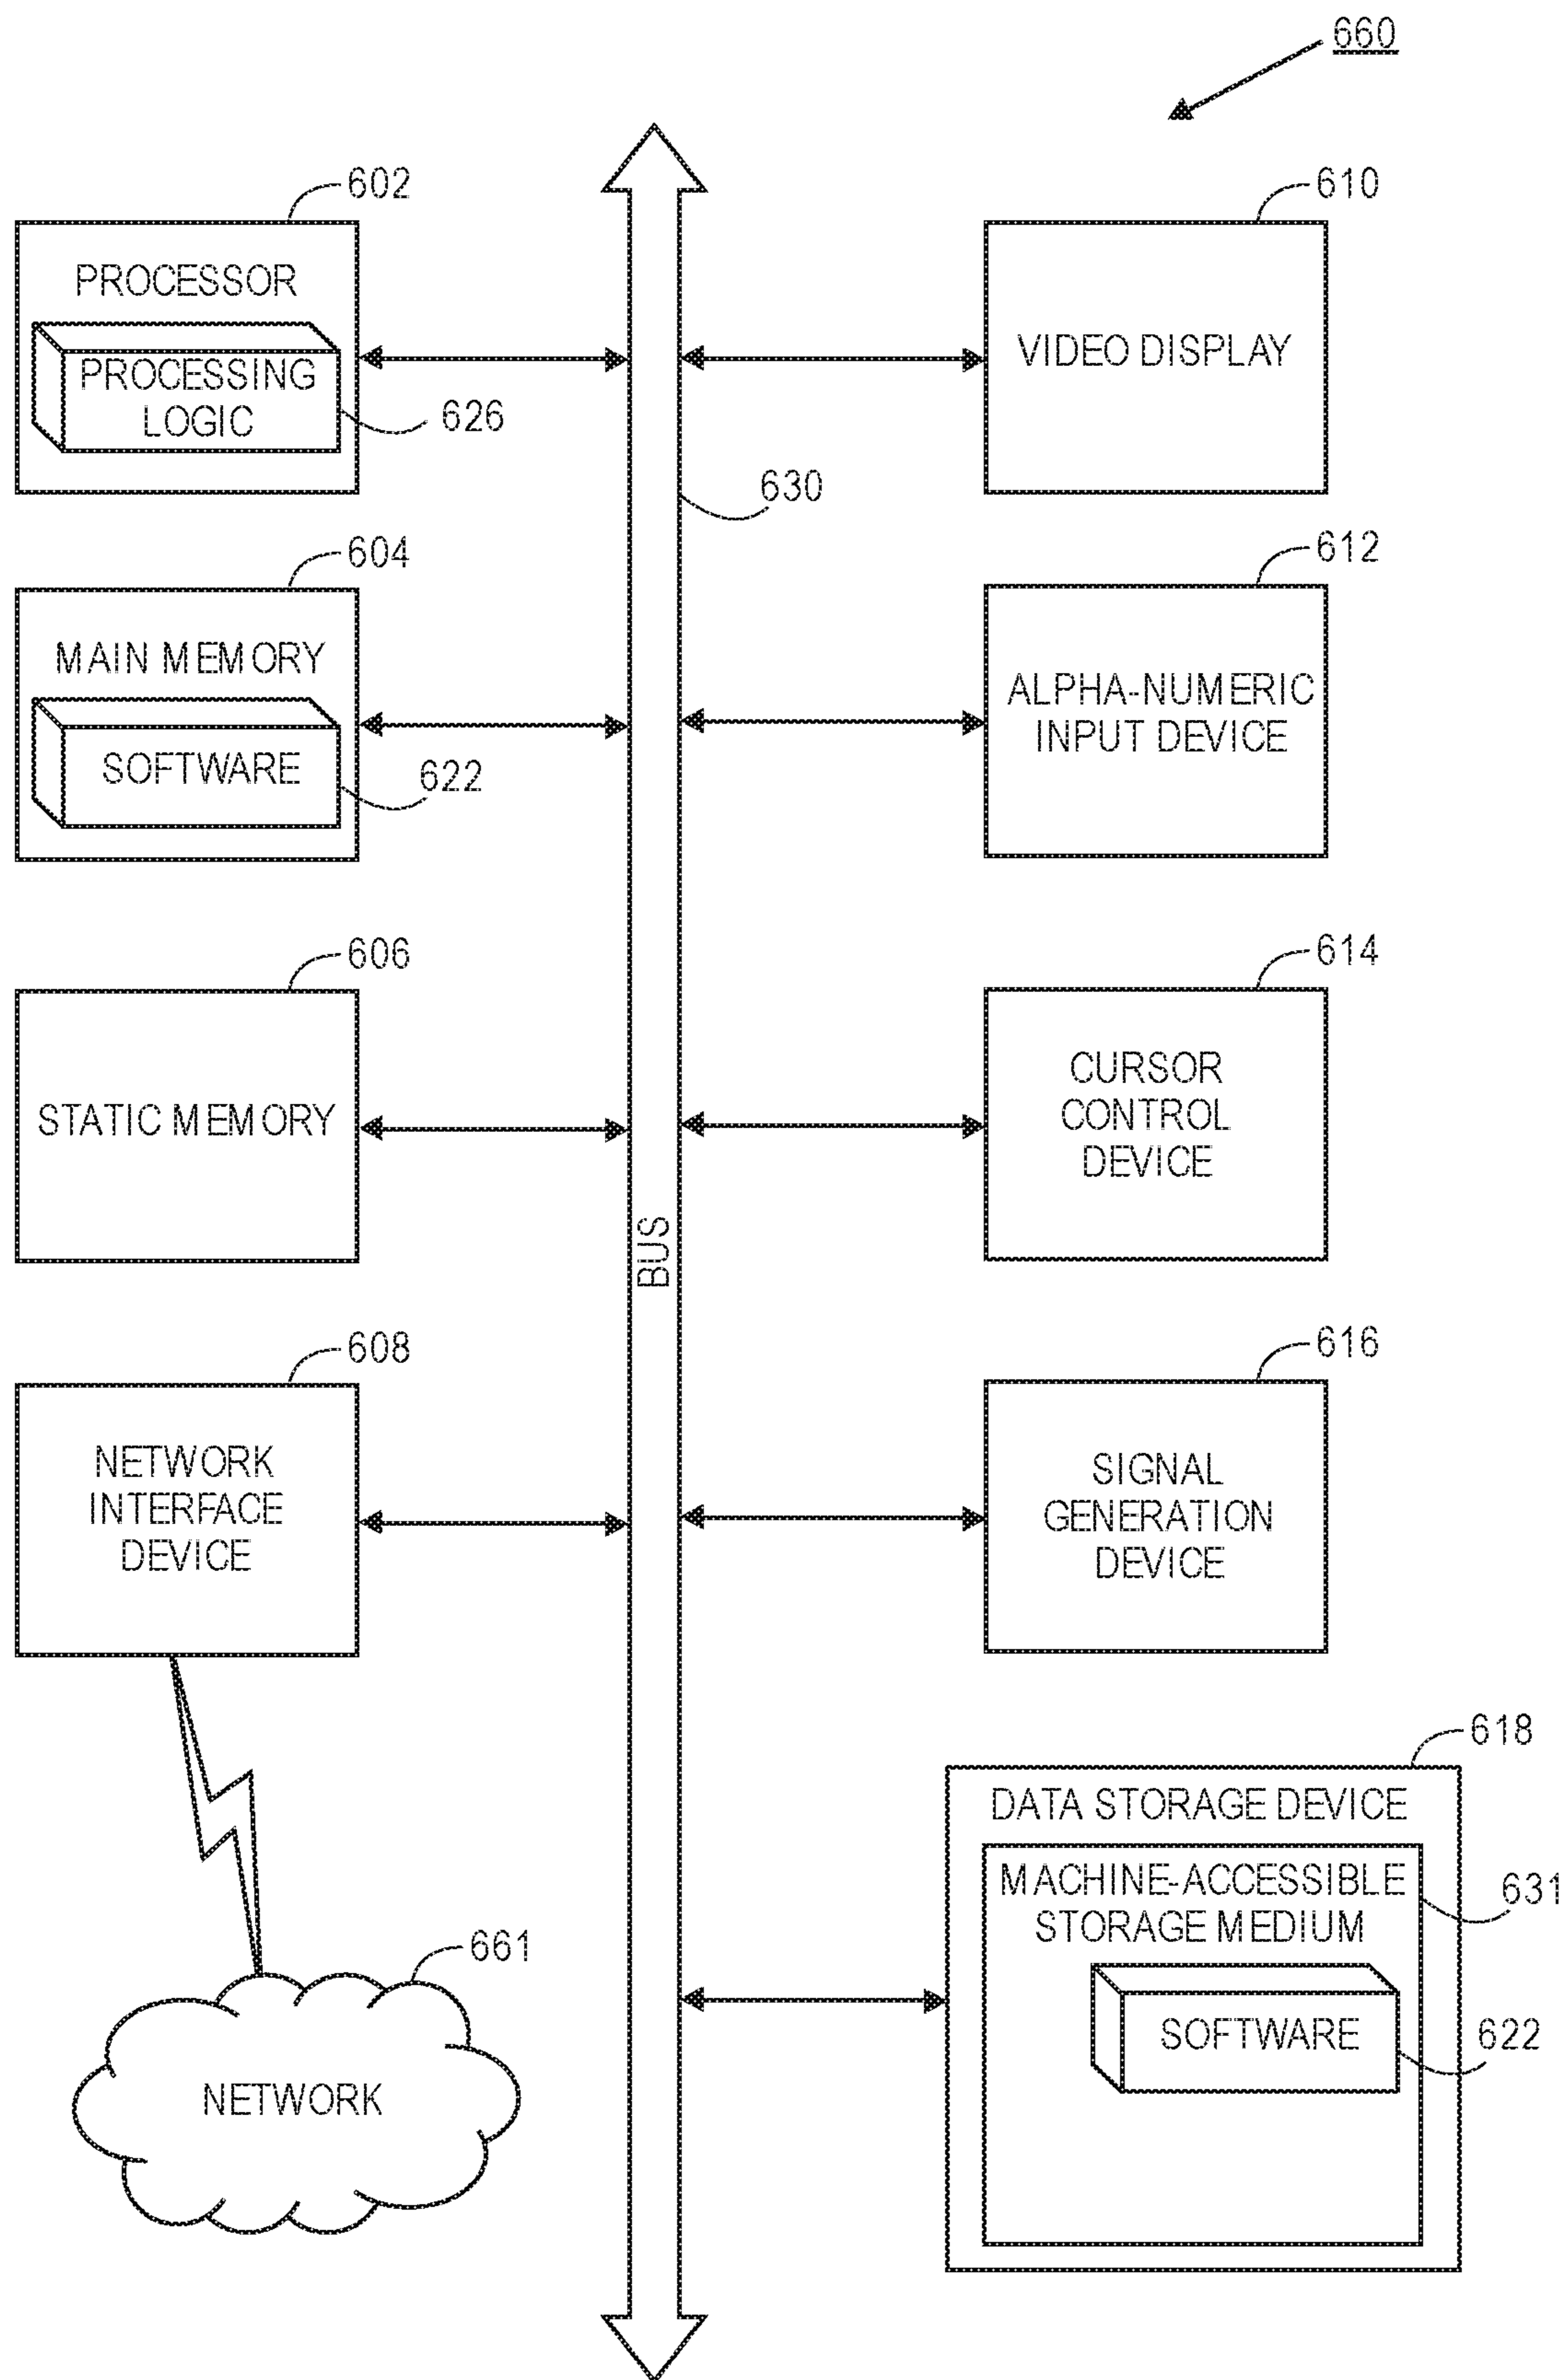 660
602
PROCESSOR
PROCESSING
LOGIC
626
604
MAIN MEMORY
SOFTWARE
622
606
STATIC MEMORY
608
NETWORK
INTERFACE
DEVICE
661
NETWORK
630
BUS
610
VIDEO DISPLAY
612
ALPHA-NUMERIC
INPUT DEVICE
614
CURSOR
CONTROL
DEVICE
616
SIGNAL
GENERATION
DEVICE
618
DATA STORAGE DEVICE
MACHINE-ACCESSIBLE
STORAGE MEDIUM
631
SOFTWARE
622